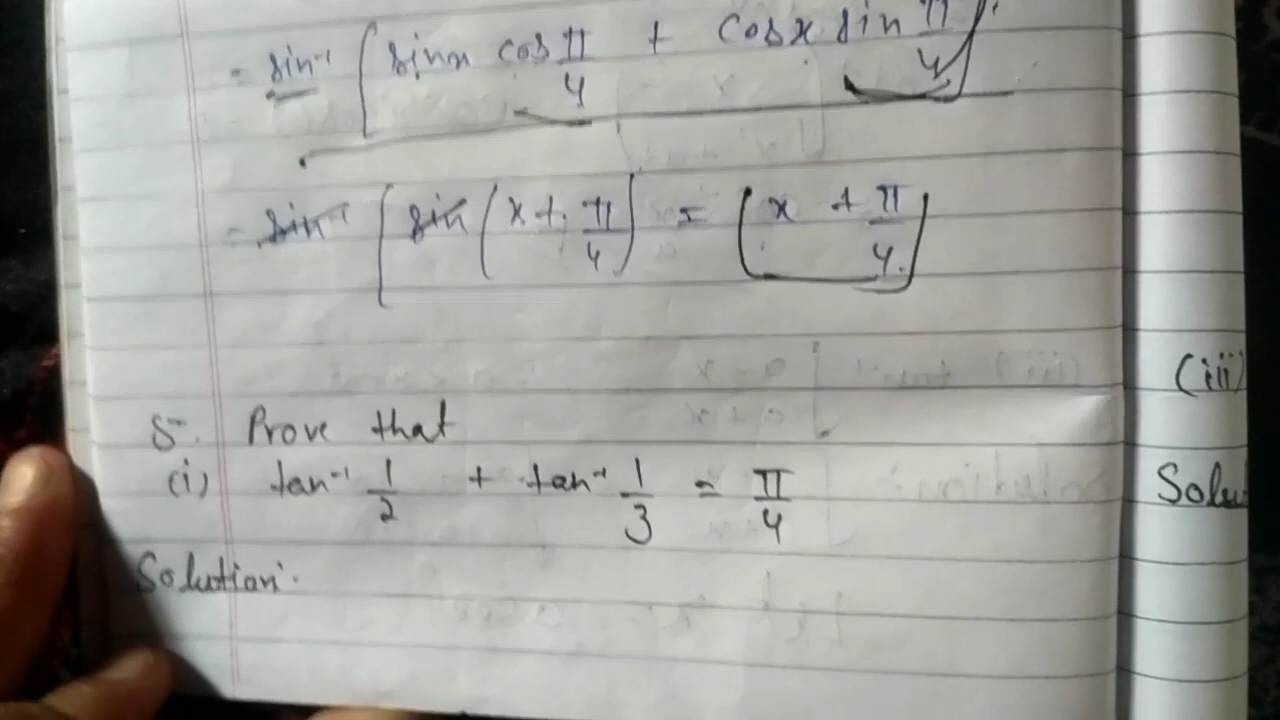 = sin⁻¹ [ sinx cos π/4 + cosx sin π/4 ]
= sin⁻¹ [ sin ( x + π/4 ) = [ x + π/4 ]
(iii)
5. Prove that
(i) tan⁻¹ 1/2 + tan⁻¹ 1/3 = π/4
Solu
Solution: